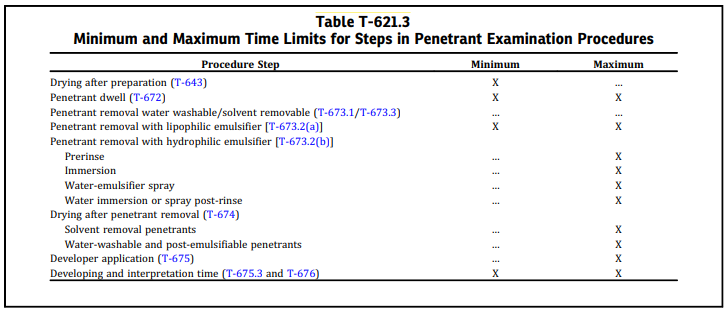 Table T-621.3
Minimum and Maximum Time Limits for Steps in Penetrant Examination Procedures
Procedure Step Minimum Maximum
Drying after preparation (T-643) X ...
Penetrant dwell (T-672) X X
Penetrant removal water washable/solvent removable (T-673.1/T-673.3) ... ...
Penetrant removal with lipophilic emulsifier [T-673.2(a)] X X
Penetrant removal with hydrophilic emulsifier [T-673.2(b)]
Prerinse ... X
Immersion ... X
Water-emulsifier spray ... X
Water immersion or spray post-rinse ... X
Drying after penetrant removal (T-674)
Solvent removal penetrants ... X
Water-washable and post-emulsifiable penetrants ... X
Developer application (T-675) ... X
Developing and interpretation time (T-675.3 and T-676) X X